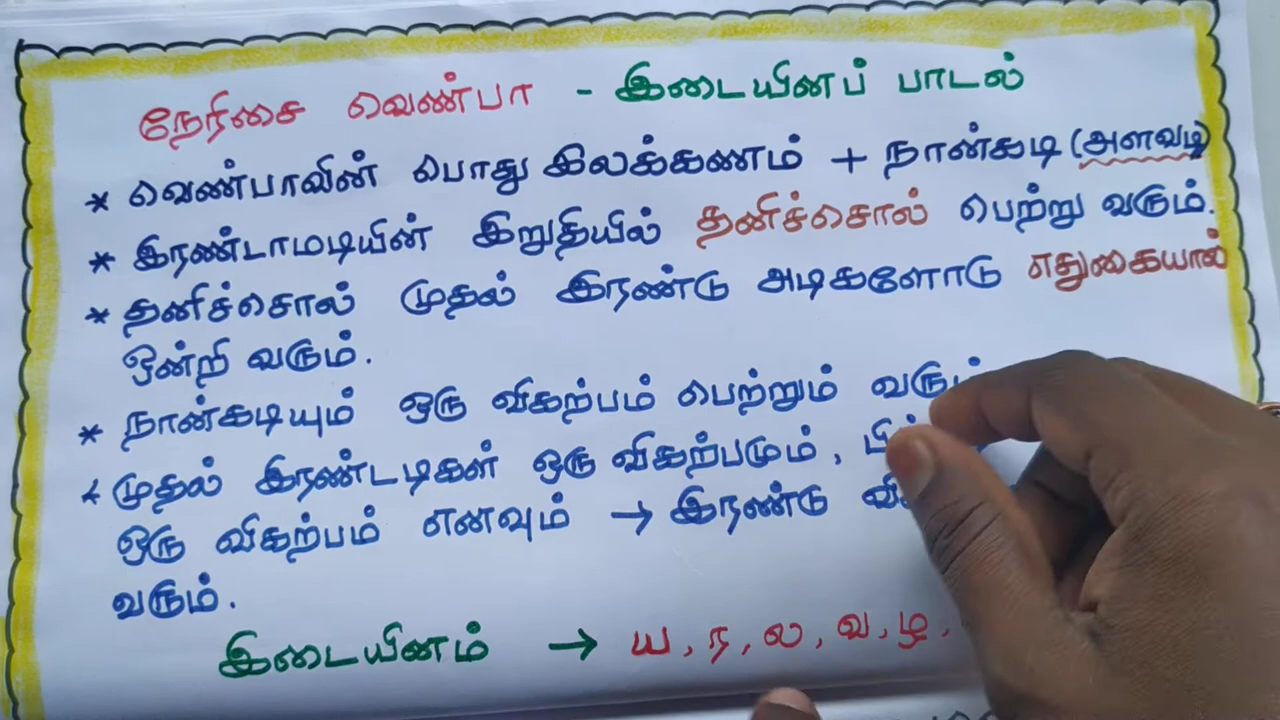 நேரிசை வெண்பா - இடையினப் பாடல்
* வெண்பாவின் பொது இலக்கணம் + நான்கடி (அளவடி)
* இரண்டாமடியின் இறுதியில் தனிச்சொல் பெற்று வரும்.
* தனிச்சொல் முதல் இரண்டு அடிகளோடு எதுகையால்
ஒன்றி வரும்.
* நான்கடியும் ஒரு விகற்பம் பெற்றும் வரும்
* முதல் இரண்டடிகள் ஒரு விகற்பமும்,
ஒரு விகற்பம் எனவும் → இரண்டு
வரும்.
இடையினம் → ய, ர, ல, வ, ழ,